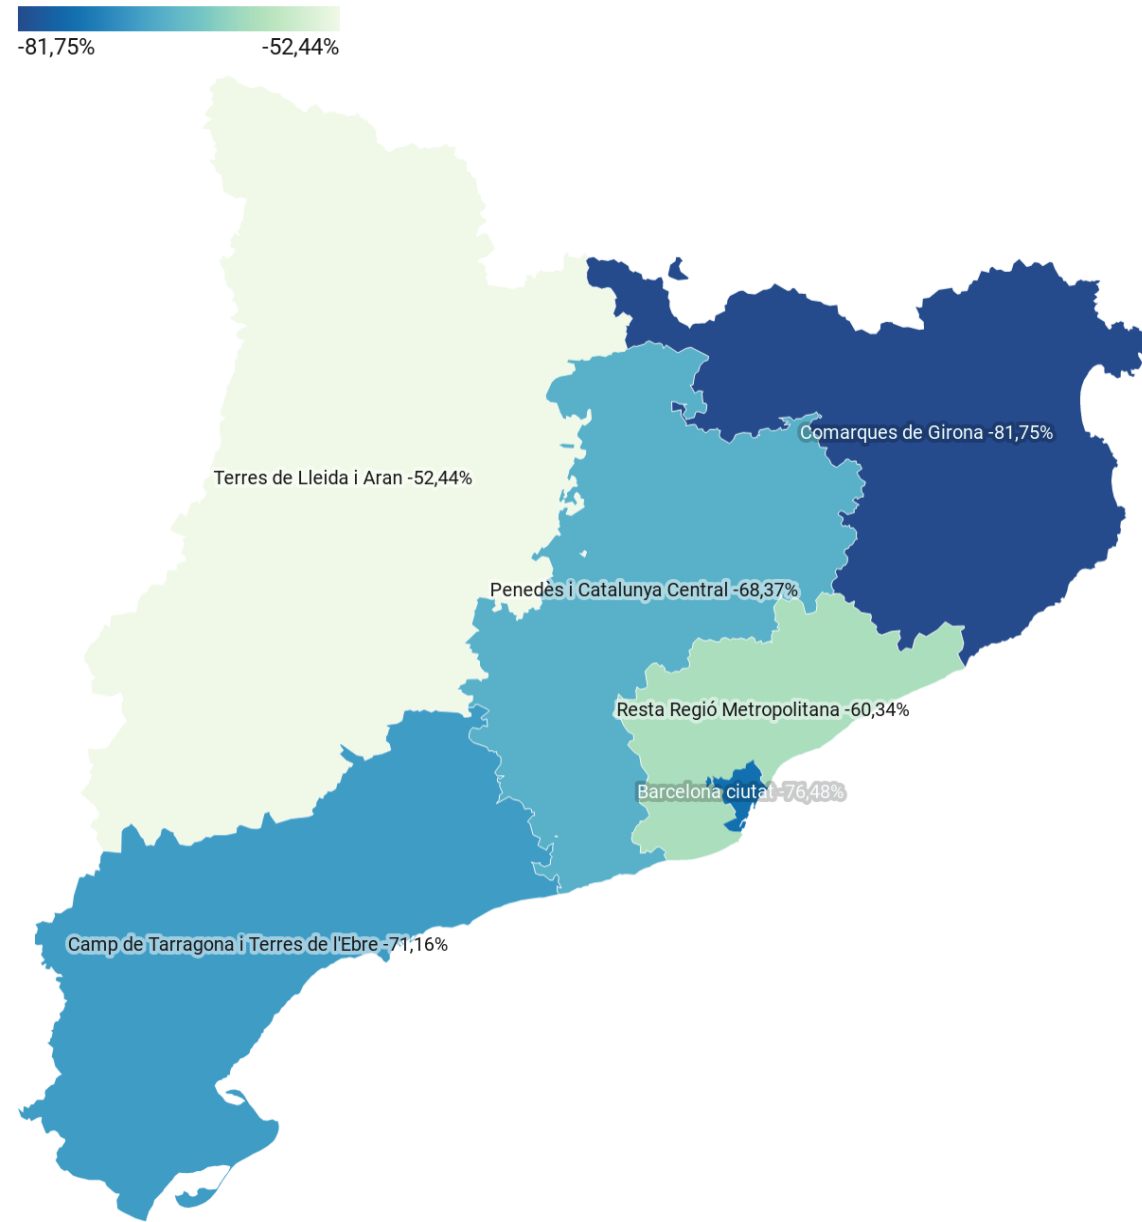 -81,75% -52,44%
Comarques de Girona -81,75%
Terres de Lleida i Aran -52,44%
Penedès i Catalunya Central -68,37%
Resta Regió Metropolitana -60,34%
Barcelona ciutat -76,48%
Camp de Tarragona i Terres de l'Ebre -71,16%